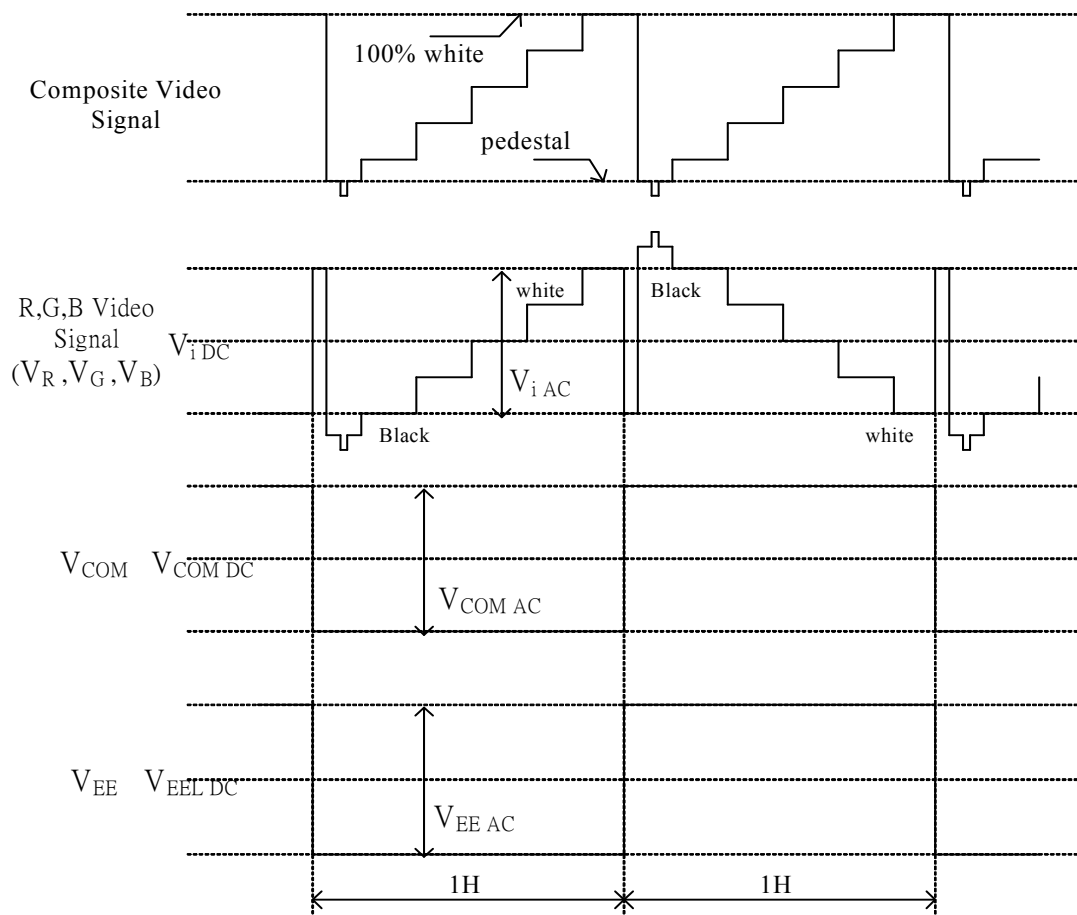 100% white
Composite Video
Signal
pedestal
R,G,B Video
Signal
(VR ,VG ,VB)
Vi DC
white
Black
Vi AC
Black
white
VCOM VCOM DC
VCOM AC
VEE VEEL DC
VEE AC
1H
1H